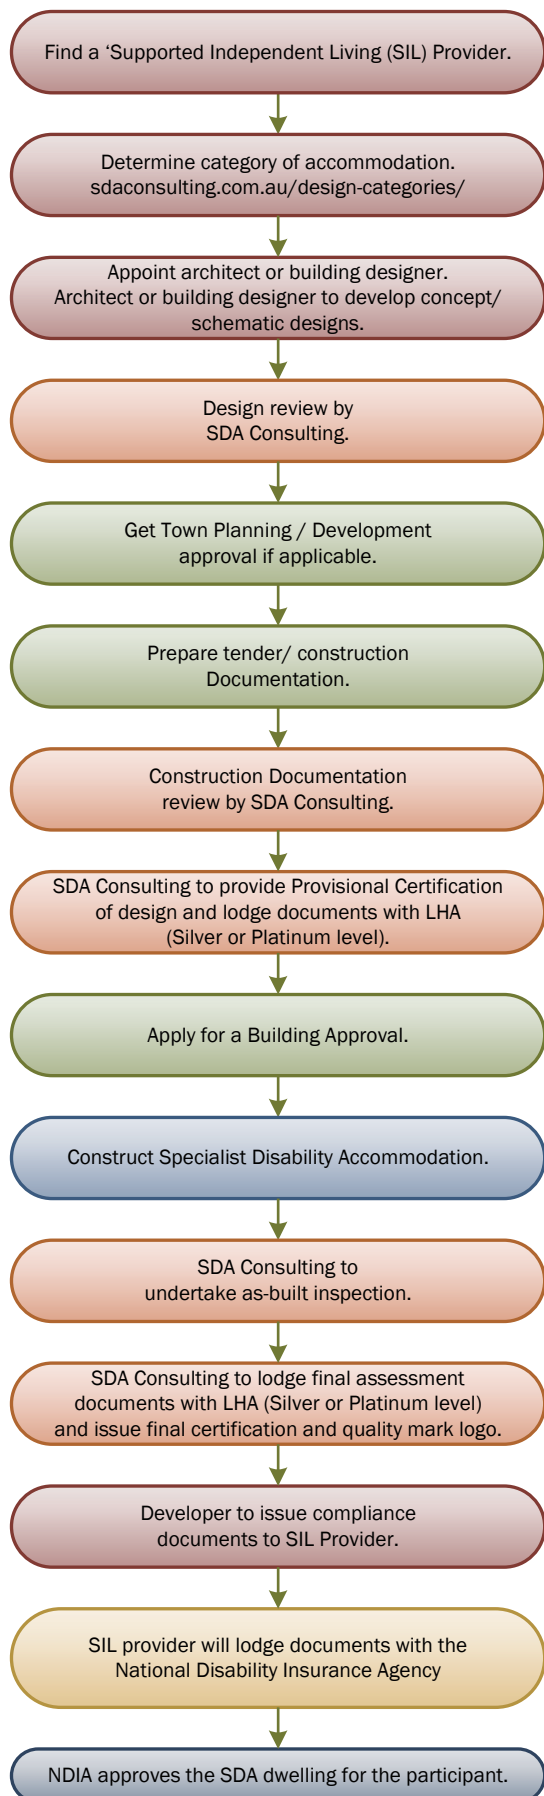 Find a ‘Supported Independent Living (SIL) Provider.
Determine category of accommodation.
sdaconsulting.com.au/design-categories/
Appoint architect or building designer.
Architect or building designer to develop concept/
schematic designs.
Design review by
SDA Consulting.
Get Town Planning / Development
approval if applicable.
Prepare tender/ construction
Documentation.
Construction Documentation
review by SDA Consulting.
SDA Consulting to provide Provisional Certification
of design and lodge documents with LHA
(Silver or Platinum level).
Apply for a Building Approval.
Construct Specialist Disability Accommodation.
SDA Consulting to
undertake as-built inspection.
SDA Consulting to lodge final assessment
documents with LHA (Silver or Platinum level)
and issue final certification and quality mark logo.
Developer to issue compliance
documents to SIL Provider.
SIL provider will lodge documents with the
National Disability Insurance Agency
NDIA approves the SDA dwelling for the participant.